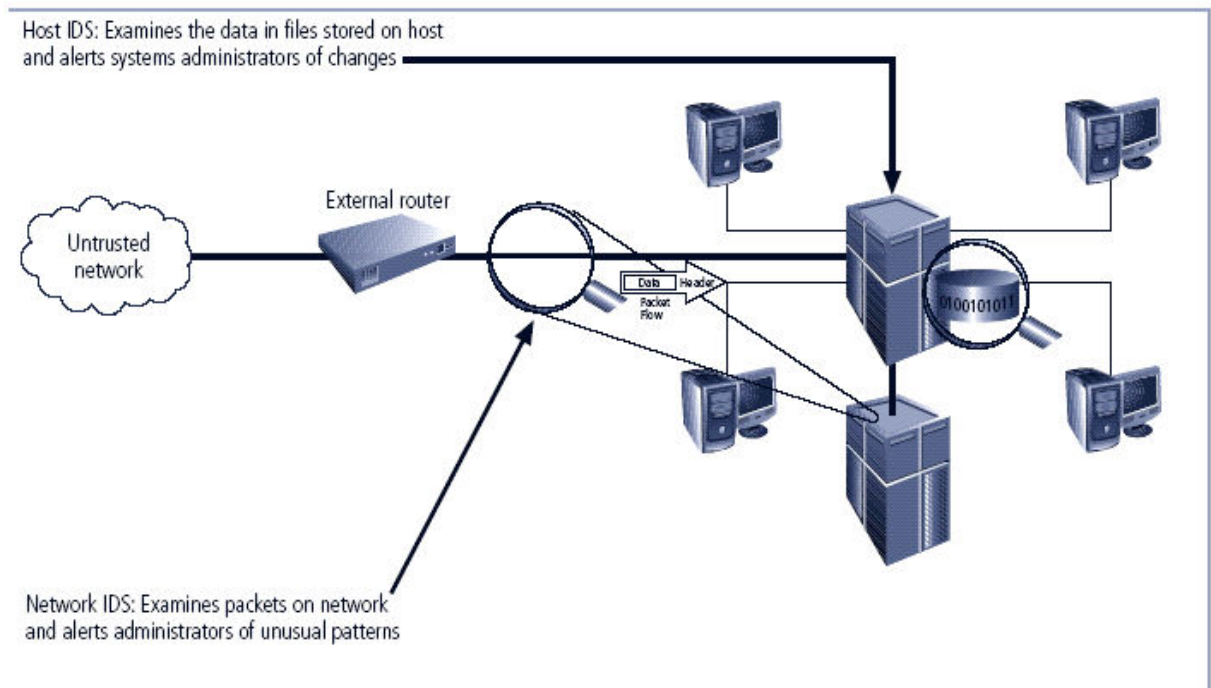 Host IDS: Examines the data in files stored on host
and alerts systems administrators of changes
External router
Untrusted
network
Data
Header
Packet
Flow
0100101011
Network IDS: Examines packets on network
and alerts administrators of unusual patterns